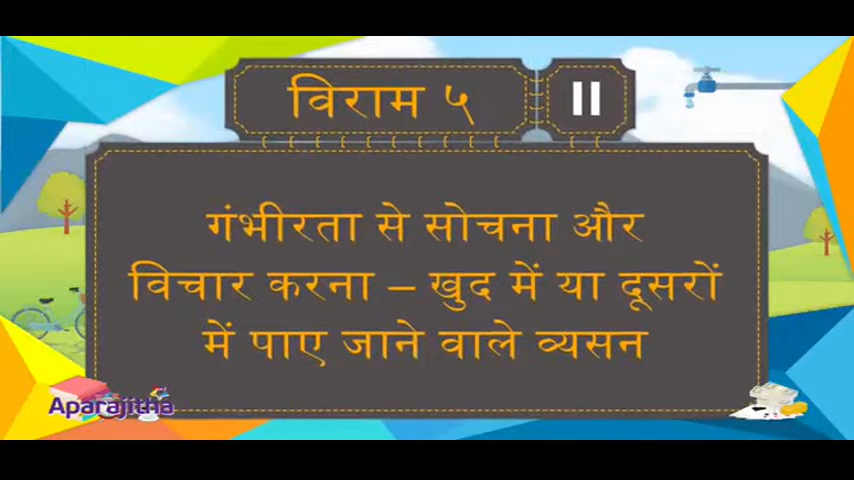 विराम ५
गंभीरता से सोचना और
विचार करना – खुद में या दूसरों
में पाए जाने वाले व्यसन
Aparajitha